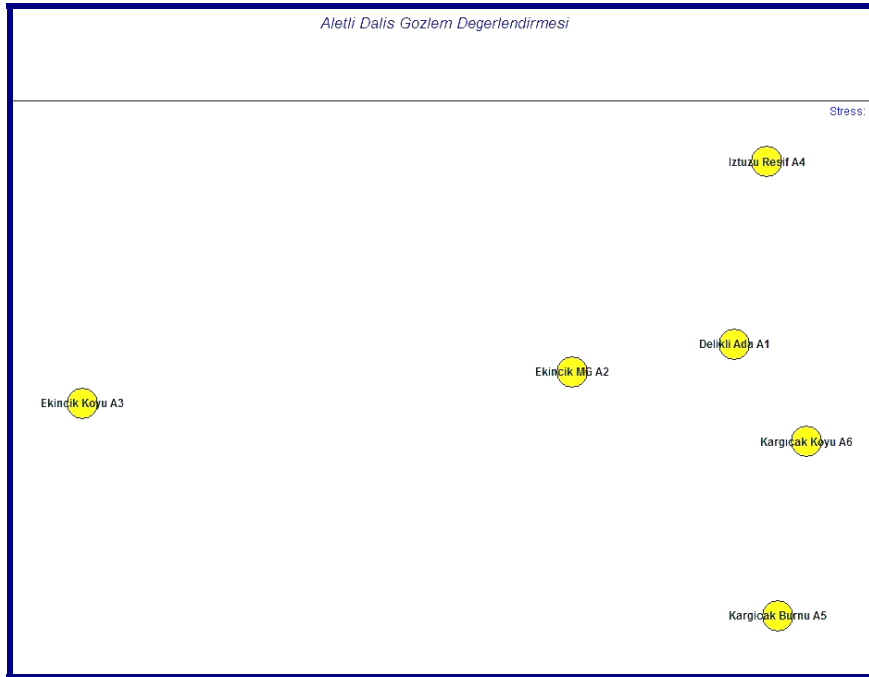 Aletli Dalis Gozlem Degerlendirmesi
Stress:
Iztuzu Resif A4
Delikli Ada A1
Ekincik MG A2
Ekincik Koyu A3
Kargıcak Koyu A6
Kargicak Burnu A5